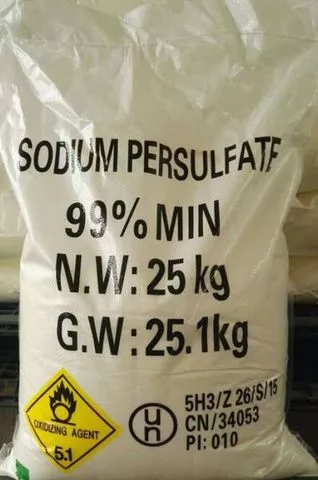 SODIUM PERSULFATE
99% MIN
N.W: 25 kg
G.W: 25.1kg
OXIDIZING AGENT
5.1
un
5H3/Z 26/S/15
CN/34053
PI: 010